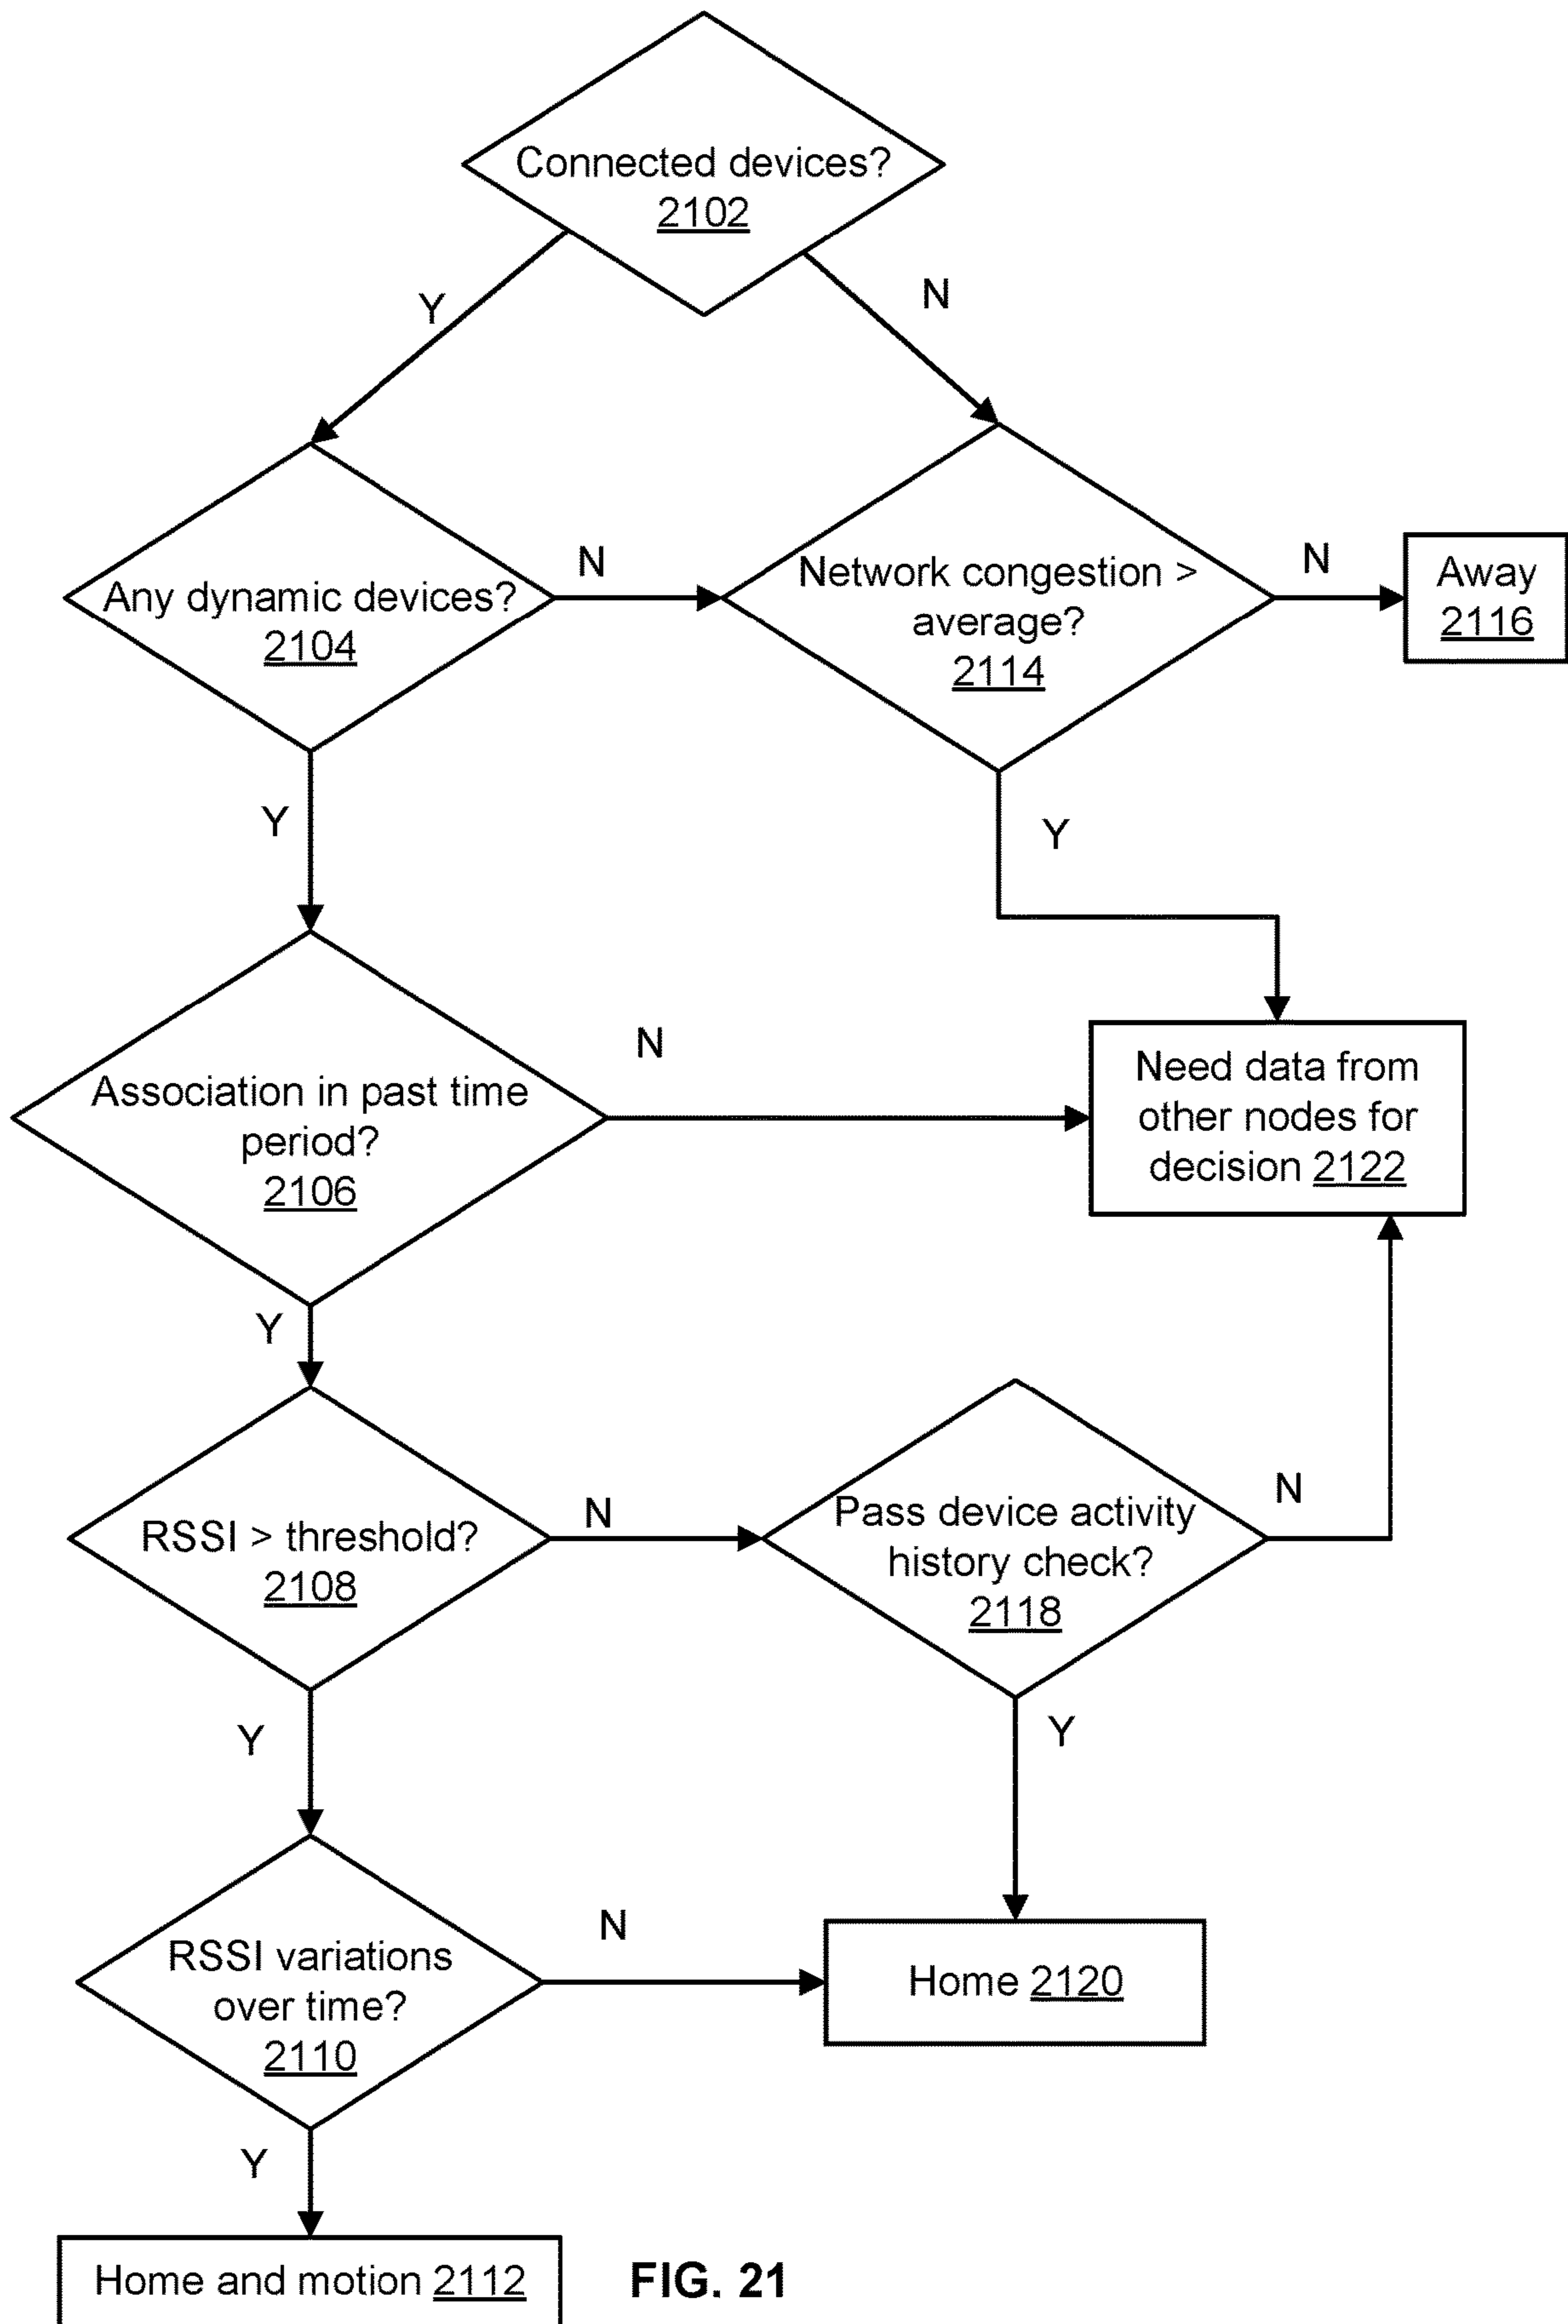 Connected devices?
2102
Y
N
Any dynamic devices?
2104
N
Network congestion >
average?
2114
N
Away
2116
Y
Y
Association in past time
period?
2106
N
Need data from
other nodes for
decision 2122
Y
RSSI > threshold?
2108
N
Pass device activity
history check?
2118
N
Y
Y
RSSI variations
over time?
2110
N
Home 2120
Y
Home and motion 2112
FIG. 21